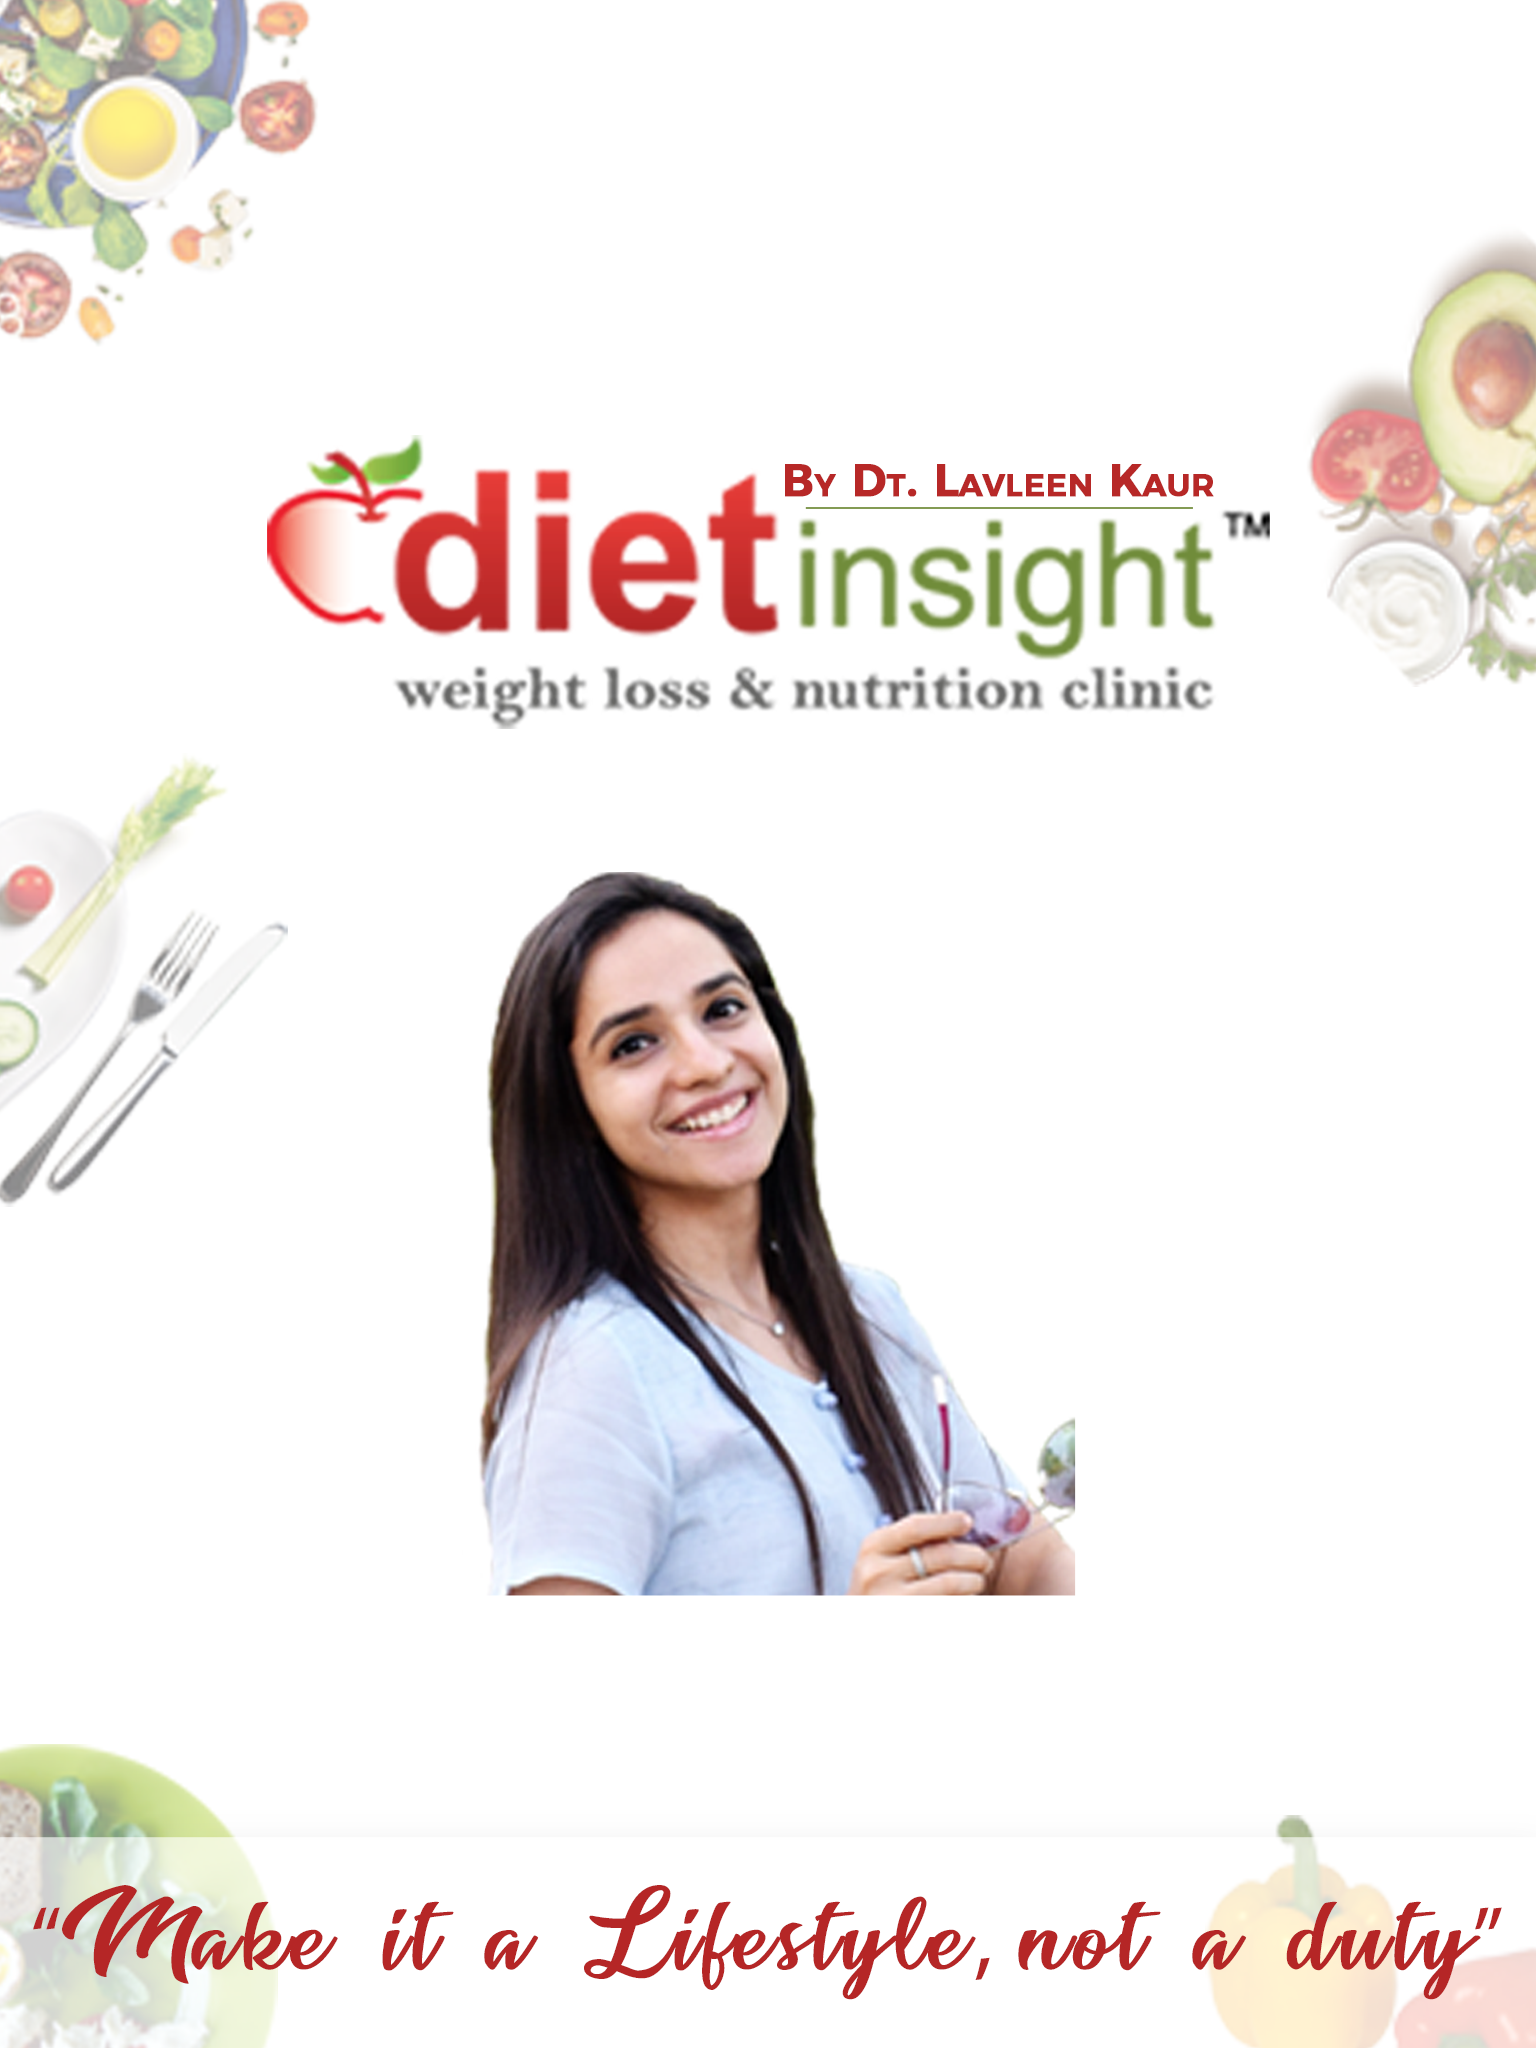 By Dt. Lavleen Kaur
diet insight™
weight loss & nutrition clinic
“Make it a Lifestyle, not a duty”